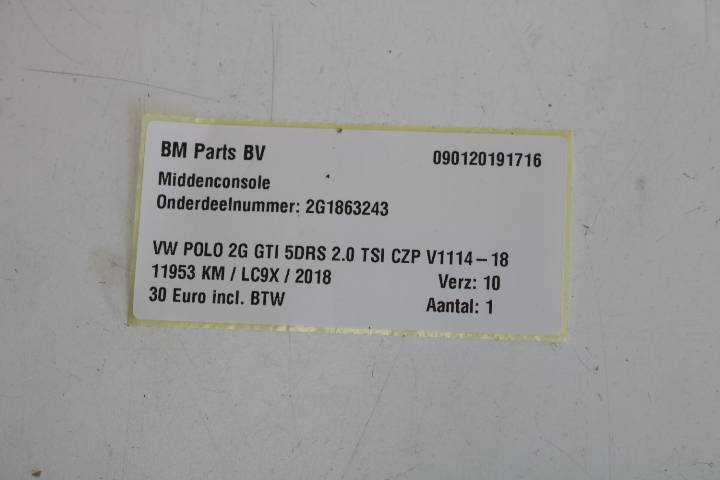 BM Parts BV 090120191716
Middenconsole
Onderdeelnummer: 2G1863243
VW POLO 2G GTI 5DRS 2.0 TSI CZP V1114-18
11953 KM / LC9X / 2018 Verz: 10
30 Euro incl. BTW Aantal: 1